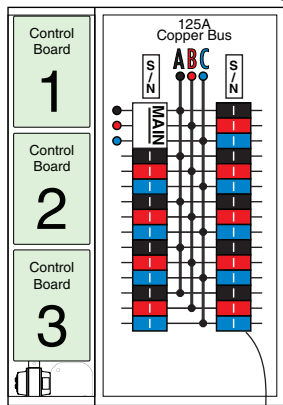 Control
Board
1
Control
Board
2
Control
Board
3
125A
Copper Bus
S/N
A B C
S/N
MAIN